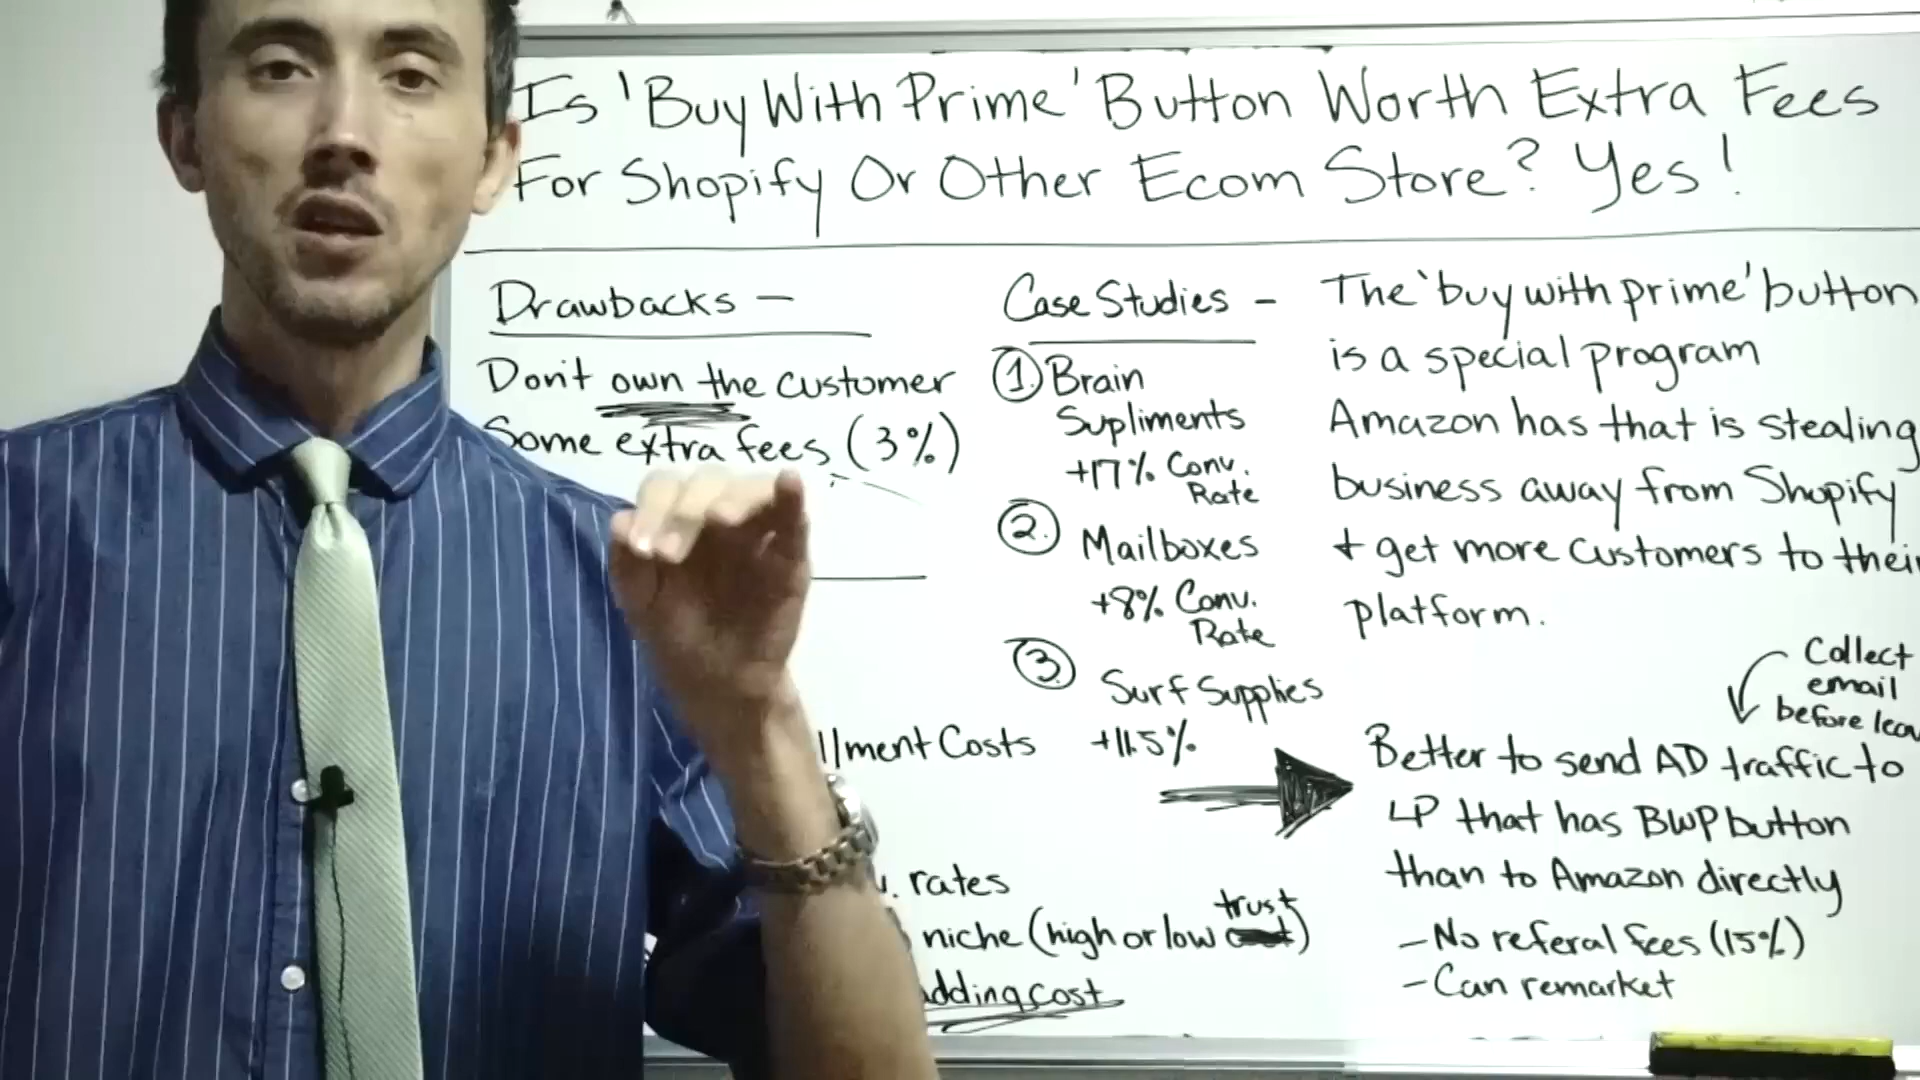 Is 'Buy With Prime' Button Worth Extra Fees
For Shopify Or Other Ecom Store? Yes!
Drawbacks -
Don't own the customer
Some extra fees (3%)
llment Costs
. rates
niche (high or low trust)
dding cost
Case Studies -
1. Brain
Supliments
+17% Conv.
Rate
2. Mailboxes
+8% Conv.
Rate
3. Surf Supplies
+11.5%
The 'buy with prime' button
is a special program
Amazon has that is stealing
business away from Shopify
+ get more customers to their
platform.
Collect
email
before leav
Better to send AD traffic to
LP that has BWP button
than to Amazon directly
- No referal fees (15%)
- Can remarket